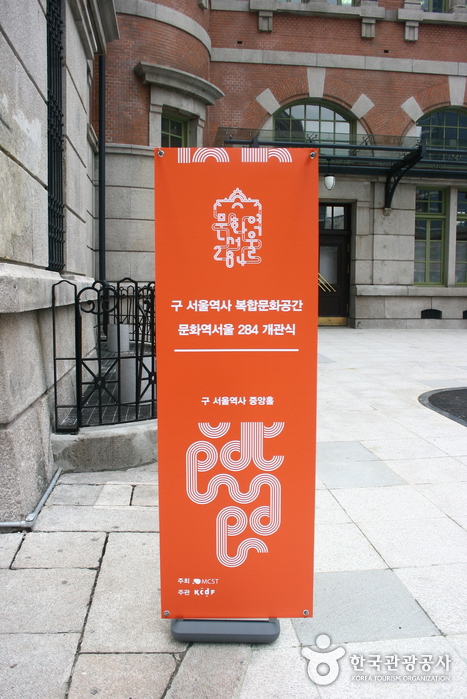 문화역
서울
284
구 서울역사 복합문화공간
문화역서울 284 개관식
구 서울역사 중앙홀
주최 MCST
주관 KCDF
한국관광공사
KOREA TOURISM ORGANIZATION